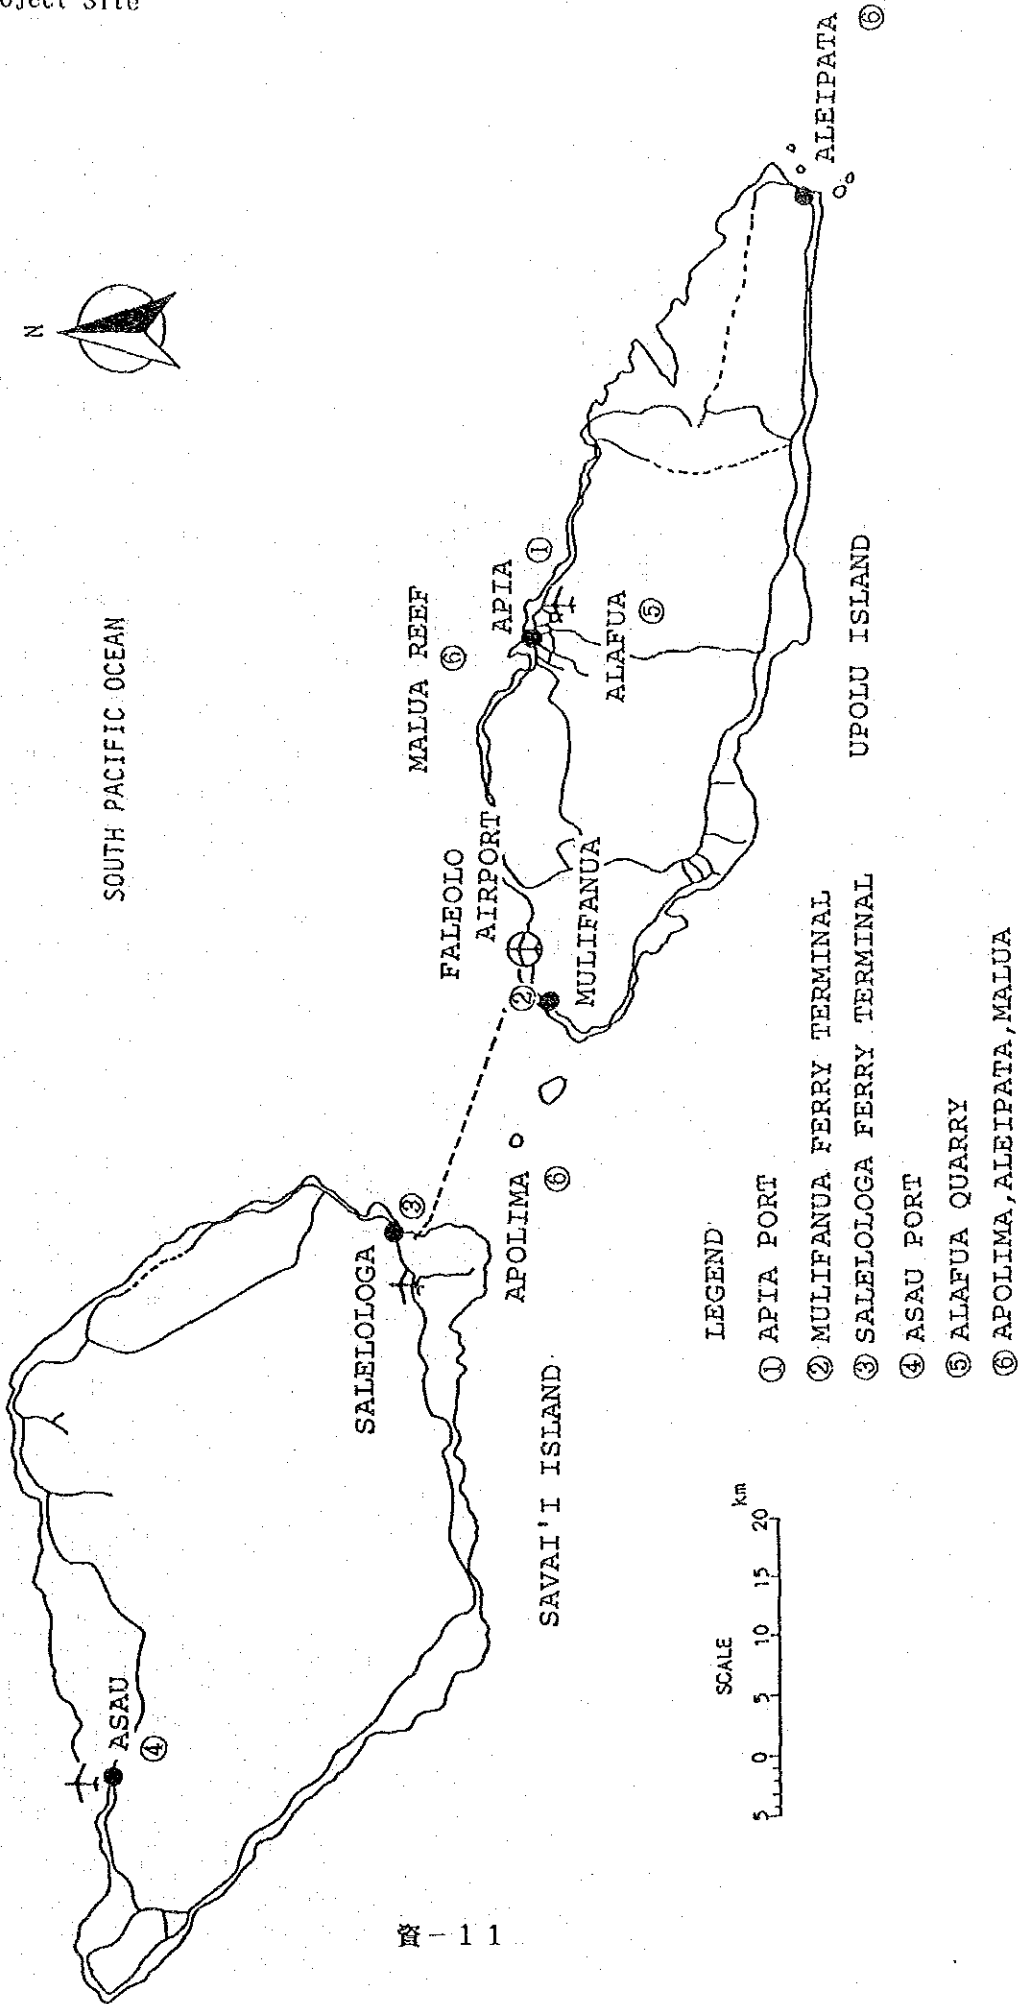 oject Site
N
SOUTH PACIFIC OCEAN
ASAU
④
SALELOLOGA
③
SAVAI'I ISLAND
APOLIMA
⑥
FALEOLO
AIRPORT
②
MULIFANUA
MALUA REEF
⑥
APIA
①
ALAFUA
⑤
UPOLU ISLAND
ALEIPATA
⑥
SCALE
5 0 5 10 15 20 km
LEGEND
① APIA PORT
② MULIFANUA FERRY TERMINAL
③ SALELOLOGA FERRY TERMINAL
④ ASAU PORT
⑤ ALAFUA QUARRY
⑥ APOLIMA, ALEIPATA, MALUA
資-11